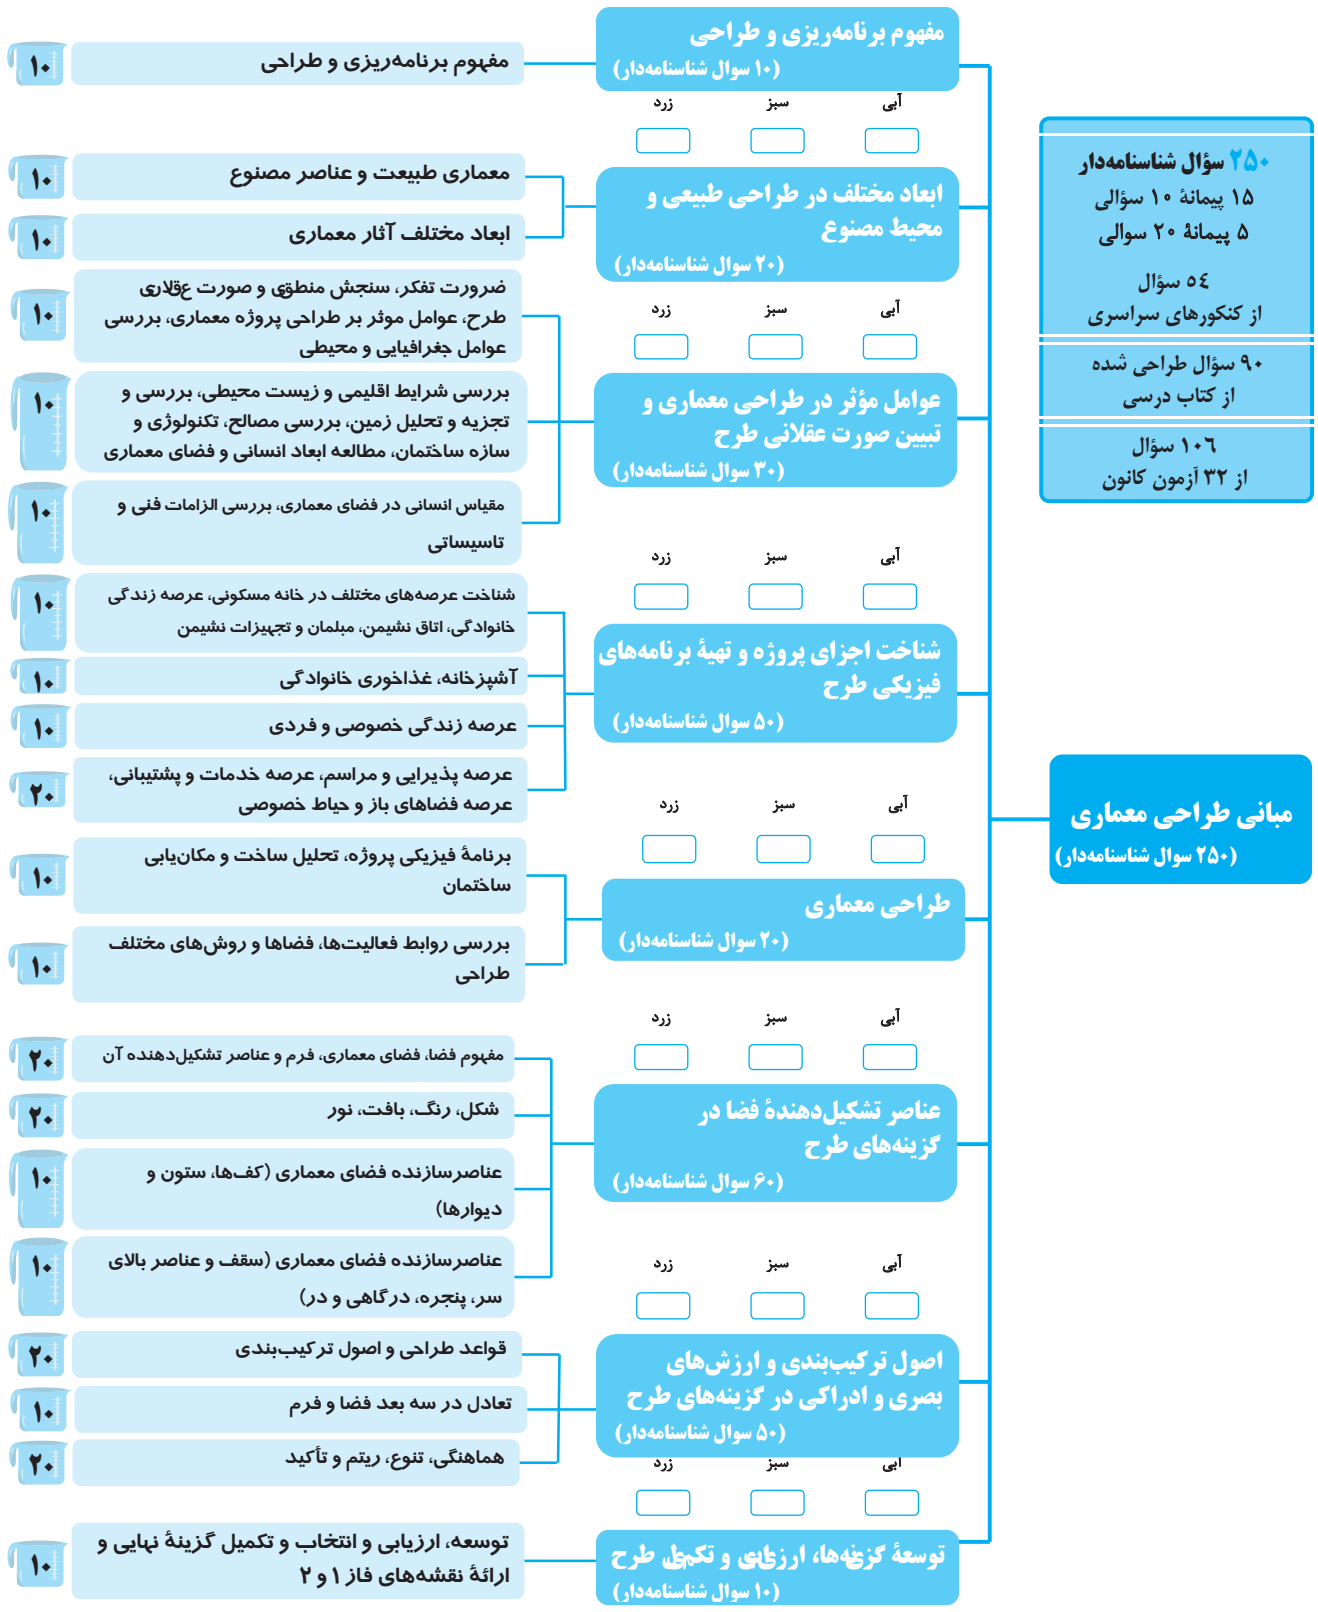 ۲۵۰ سؤال شناسنامه‌دار
۱۵ پیمانهٔ ۱۰ سؤالی
۵ پیمانهٔ ۲۰ سوالی
۵٤ سؤال
از کنکورهای سراسری
۹۰ سؤال طراحی شده
از کتاب درسی
۱۰٦ سؤال
از ۳۲ آزمون کانون
مبانی طراحی معماری
(۲۵۰ سوال شناسنامه‌دار)
مفهوم برنامه‌ریزی و طراحی
(۱۰ سوال شناسنامه‌دار)
مفهوم برنامه‌ریزی و طراحی
۱۰
آبی سبز زرد
ابعاد مختلف در طراحی طبیعی و
محیط مصنوع
(۲۰ سوال شناسنامه‌دار)
معماری طبیعت و عناصر مصنوع
۱۰
ابعاد مختلف آثار معماری
۱۰
آبی سبز زرد
عوامل مؤثر در طراحی معماری و
تبیین صورت عقلانی طرح
(۳۰ سوال شناسنامه‌دار)
ضرورت تفکر، سنجش منطقی و صورت عقلانی
طرح، عوامل موثر بر طراحی پروژه معماری، بررسی
عوامل جغرافیایی و محیطی
۱۰
بررسی شرایط اقلیمی و زیست محیطی، بررسی و
تجزیه و تحلیل زمین، بررسی مصالح، تکنولوژی و
سازه ساختمان، مطالعه ابعاد انسانی و فضای معماری
۱۰
مقیاس انسانی در فضای معماری، بررسی الزامات فنی و
تاسیساتی
۱۰
آبی سبز زرد
شناخت اجزای پروژه و تهیهٔ برنامه‌های
فیزیکی طرح
(۵۰ سوال شناسنامه‌دار)
شناخت عرصه‌های مختلف در خانه مسکونی، عرصه زندگی
خانوادگی، اتاق نشیمن، مبلمان و تجهیزات نشیمن
۱۰
آشپزخانه، غذاخوری خانوادگی
۱۰
عرصه زندگی خصوصی و فردی
۱۰
عرصه پذیرایی و مراسم، عرصه خدمات و پشتیبانی،
عرصه فضاهای باز و حیاط خصوصی
۲۰
آبی سبز زرد
طراحی معماری
(۲۰ سوال شناسنامه‌دار)
برنامهٔ فیزیکی پروژه، تحلیل ساخت و مکان‌یابی
ساختمان
۱۰
بررسی روابط فعالیت‌ها، فضاها و روش‌های مختلف
طراحی
۱۰
آبی سبز زرد
عناصر تشکیل‌دهندهٔ فضا در
گزینه‌های طرح
(۶۰ سوال شناسنامه‌دار)
مفهوم فضا، فضای معماری، فرم و عناصر تشکیل‌دهنده آن
۲۰
شکل، رنگ، بافت، نور
۲۰
عناصرسازنده فضای معماری (کف‌ها، ستون و
دیوارها)
۱۰
عناصرسازنده فضای معماری (سقف و عناصر بالای
سر، پنجره، درگاهی و در)
۱۰
آبی سبز زرد
اصول ترکیب‌بندی و ارزش‌های
بصری و ادراکی در گزینه‌های طرح
(۵۰ سوال شناسنامه‌دار)
قواعد طراحی و اصول ترکیب‌بندی
۲۰
تعادل در سه بعد فضا و فرم
۱۰
هماهنگی، تنوع، ریتم و تأکید
۲۰
آبی سبز زرد
توسعهٔ گزینه‌ها، ارزیابی و تکمیل طرح
(۱۰ سوال شناسنامه‌دار)
توسعه، ارزیابی و انتخاب و تکمیل گزینهٔ نهایی و
ارائهٔ نقشه‌های فاز ۱ و ۲
۱۰